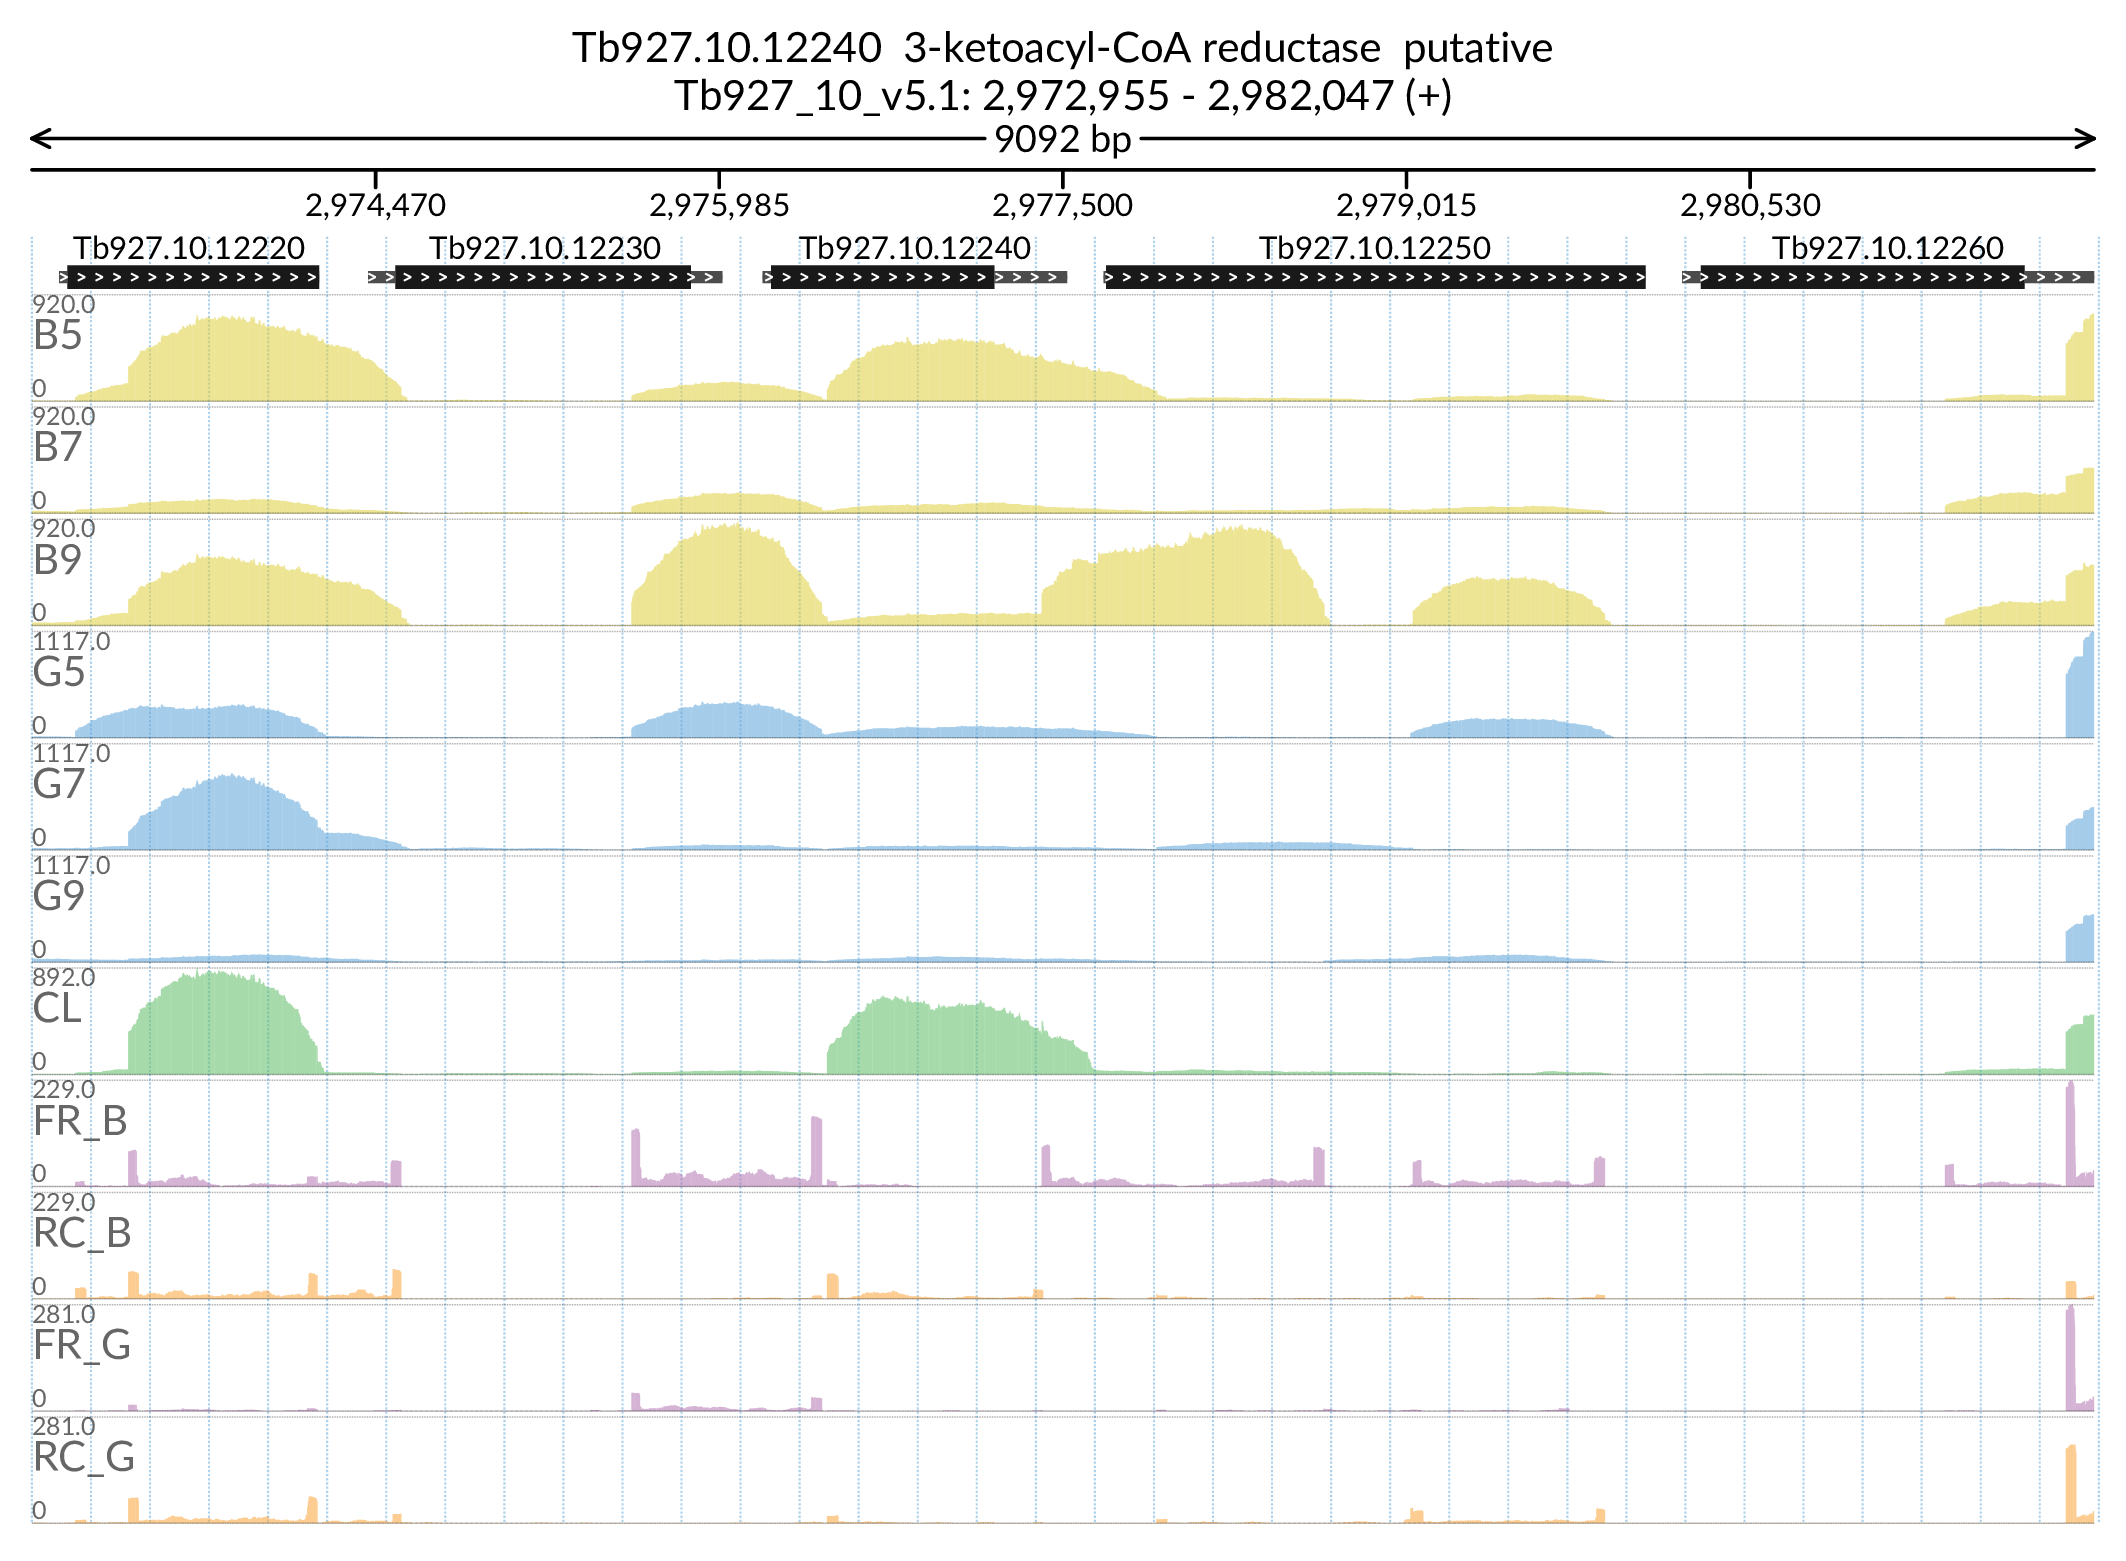 Tb927.10.12240  3-ketoacyl-CoA reductase  putative
Tb927_10_v5.1: 2,972,955 - 2,982,047 (+)
9092 bp
2,974,470 2,975,985 2,977,500 2,979,015 2,980,530
Tb927.10.12220 Tb927.10.12230 Tb927.10.12240 Tb927.10.12250 Tb927.10.12260
920.0
B5
0
920.0
B7
0
920.0
B9
0
1117.0
G5
0
1117.0
G7
0
1117.0
G9
0
892.0
CL
0
229.0
FR_B
0
229.0
RC_B
0
281.0
FR_G
0
281.0
RC_G
0